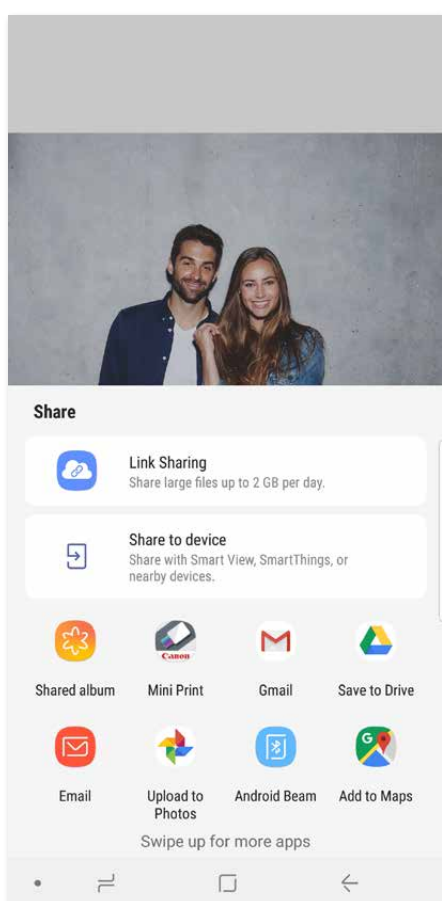 Share
Link Sharing
Share large files up to 2 GB per day.
Share to device
Share with Smart View, SmartThings, or
nearby devices.
Canon
Shared album Mini Print Gmail Save to Drive
G
Email Upload to Photos Android Beam Add to Maps
Swipe up for more apps